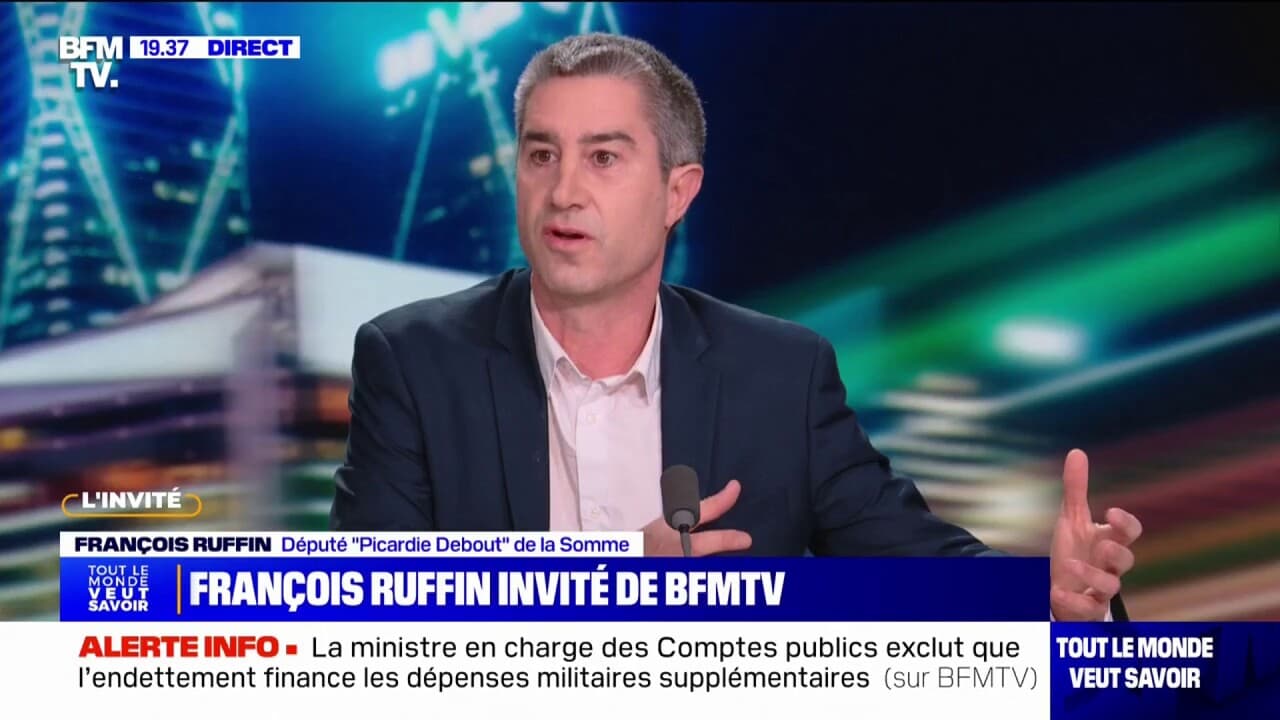 BFM
TV.
19.37 DIRECT
L'INVITÉ
FRANÇOIS RUFFIN Député "Picardie Debout" de la Somme
TOUT LE
MONDE
VEUT
SAVOIR
FRANÇOIS RUFFIN INVITÉ DE BFMTV
ALERTE INFO ▪ La ministre en charge des Comptes publics exclut que
l'endettement finance les dépenses militaires supplémentaires (sur BFMTV)
TOUT LE MONDE
VEUT SAVOIR